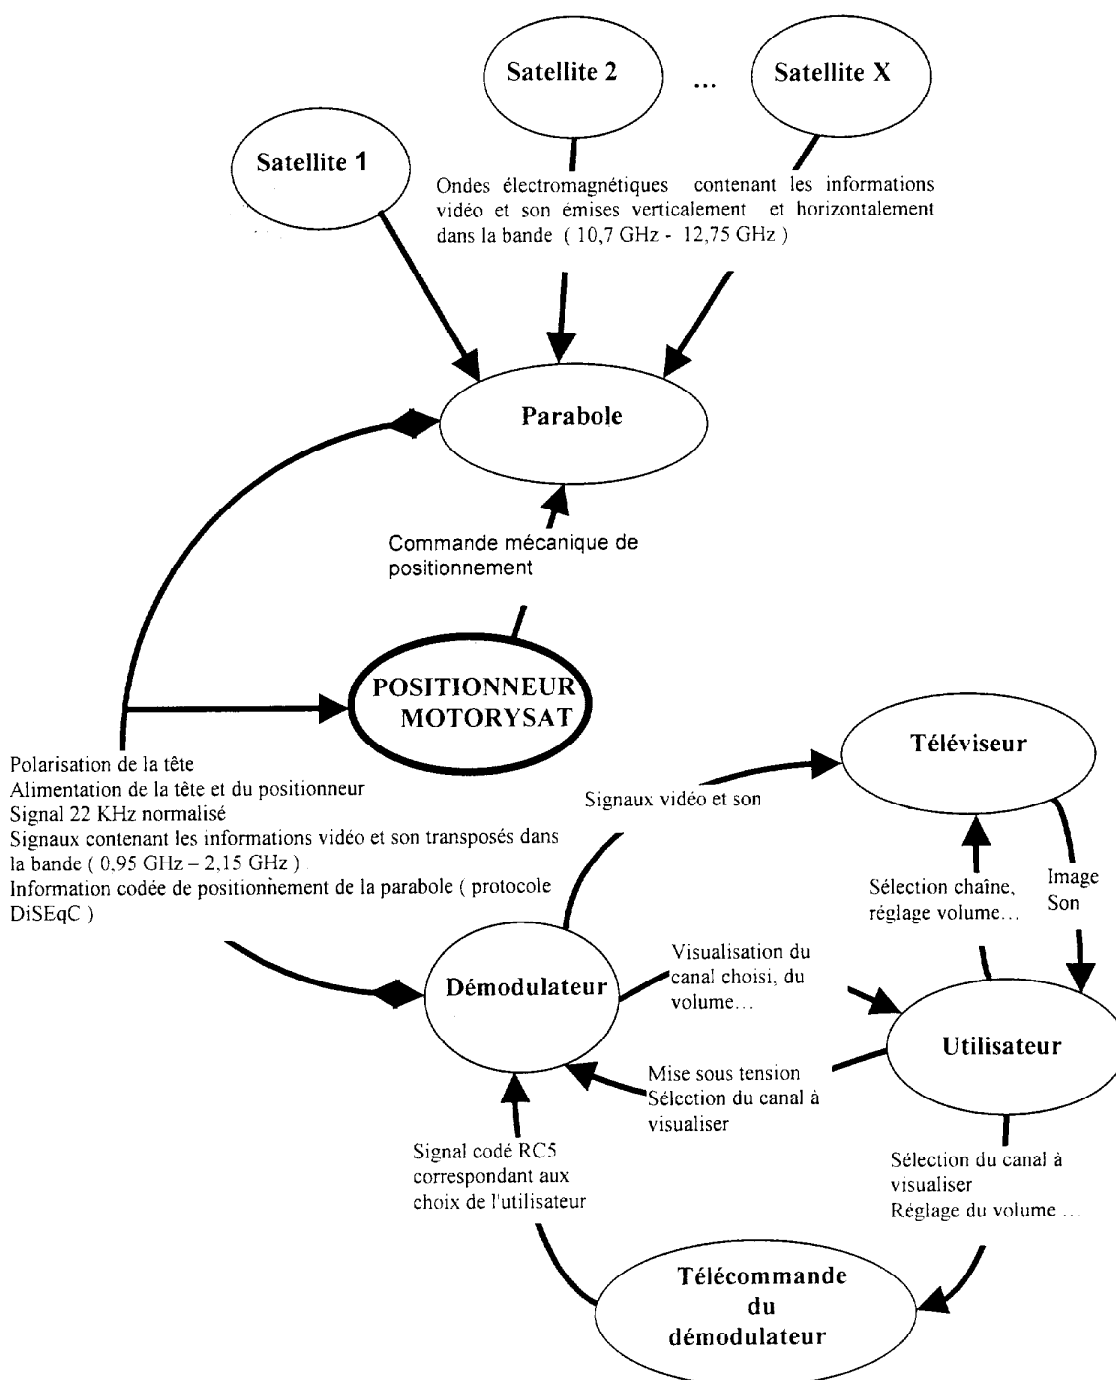 Satellite 1
Satellite 2
...
Satellite X
Ondes électromagnétiques contenant les informations
vidéo et son émises verticalement et horizontalement
dans la bande ( 10,7 GHz - 12,75 GHz )
Parabole
Commande mécanique de
positionnement
POSITIONNEUR
MOTORYSAT
Polarisation de la tête
Alimentation de la tête et du positionneur
Signal 22 KHz normalisé
Signaux contenant les informations vidéo et son transposés dans
la bande ( 0,95 GHz – 2,15 GHz )
Information codée de positionnement de la parabole ( protocole
DiSEqC )
Signaux vidéo et son
Téléviseur
Sélection chaîne,
réglage volume...
Image
Son
Démodulateur
Visualisation du
canal choisi, du
volume...
Utilisateur
Mise sous tension
Sélection du canal à
visualiser
Signal codé RC5
correspondant aux
choix de l'utilisateur
Sélection du canal à
visualiser
Réglage du volume ...
Télécommande
du
démodulateur